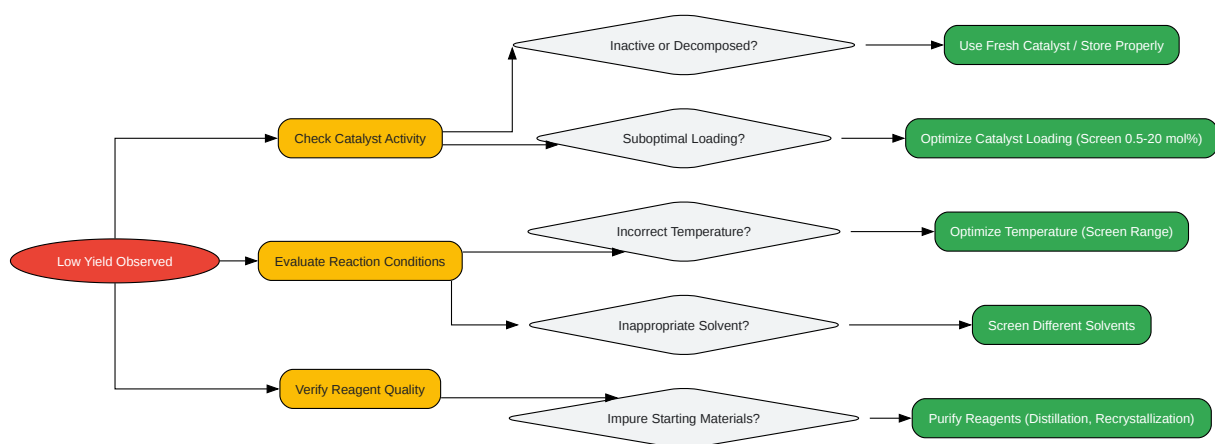 Inactive or Decomposed?
Use Fresh Catalyst / Store Properly
Check Catalyst Activity
Suboptimal Loading?
Optimize Catalyst Loading (Screen 0.5-20 mol%)
Incorrect Temperature?
Optimize Temperature (Screen Range)
Low Yield Observed
Evaluate Reaction Conditions
Inappropriate Solvent?
Screen Different Solvents
Verify Reagent Quality
Impure Starting Materials?
Purify Reagents (Distillation, Recrystallization)